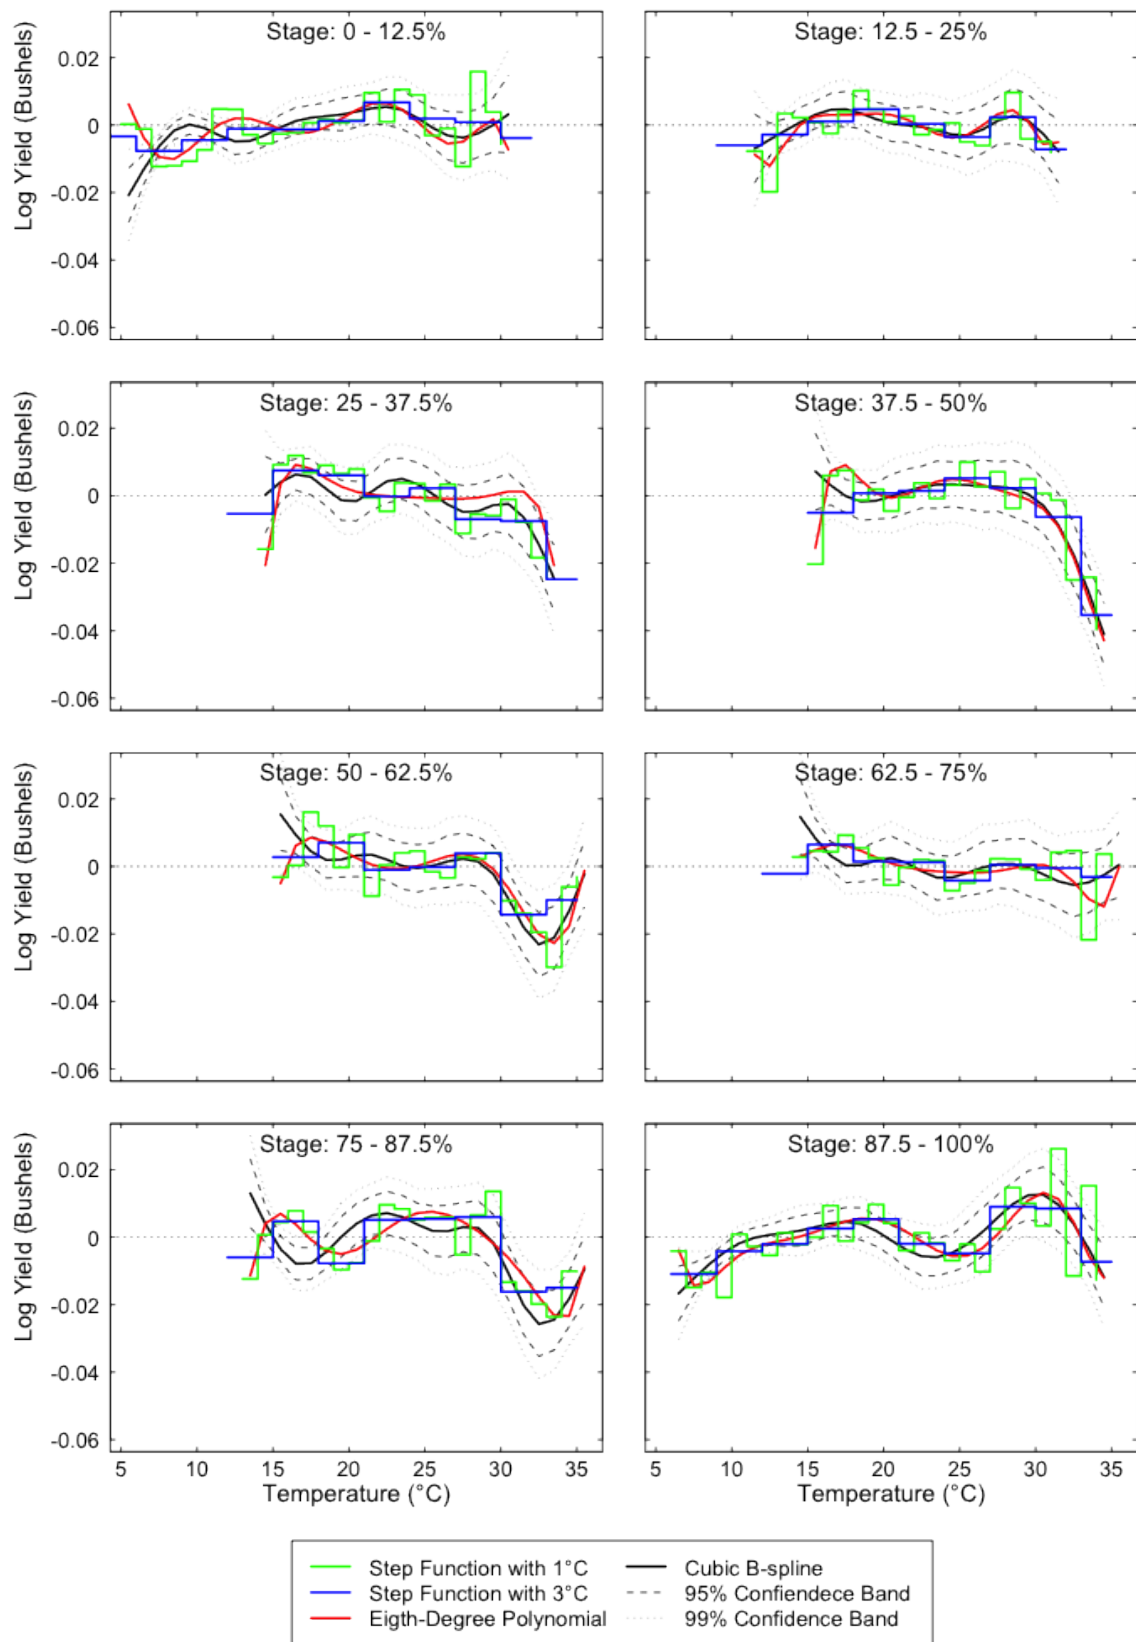 Stage: 0 - 12.5%
Stage: 12.5 - 25%
Log Yield (Bushels)
0.02
0
-0.02
-0.04
-0.06
Stage: 25 - 37.5%
Stage: 37.5 - 50%
Log Yield (Bushels)
0.02
0
-0.02
-0.04
-0.06
Stage: 50 - 62.5%
Stage: 62.5 - 75%
Log Yield (Bushels)
0.02
0
-0.02
-0.04
-0.06
Stage: 75 - 87.5%
Stage: 87.5 - 100%
Log Yield (Bushels)
0.02
0
-0.02
-0.04
-0.06
5 10 15 20 25 30 35
5 10 15 20 25 30 35
Temperature (°C)
Temperature (°C)
Step Function with 1°C
Cubic B-spline
Step Function with 3°C
95% Confiendece Band
Eigth-Degree Polynomial
99% Confidence Band